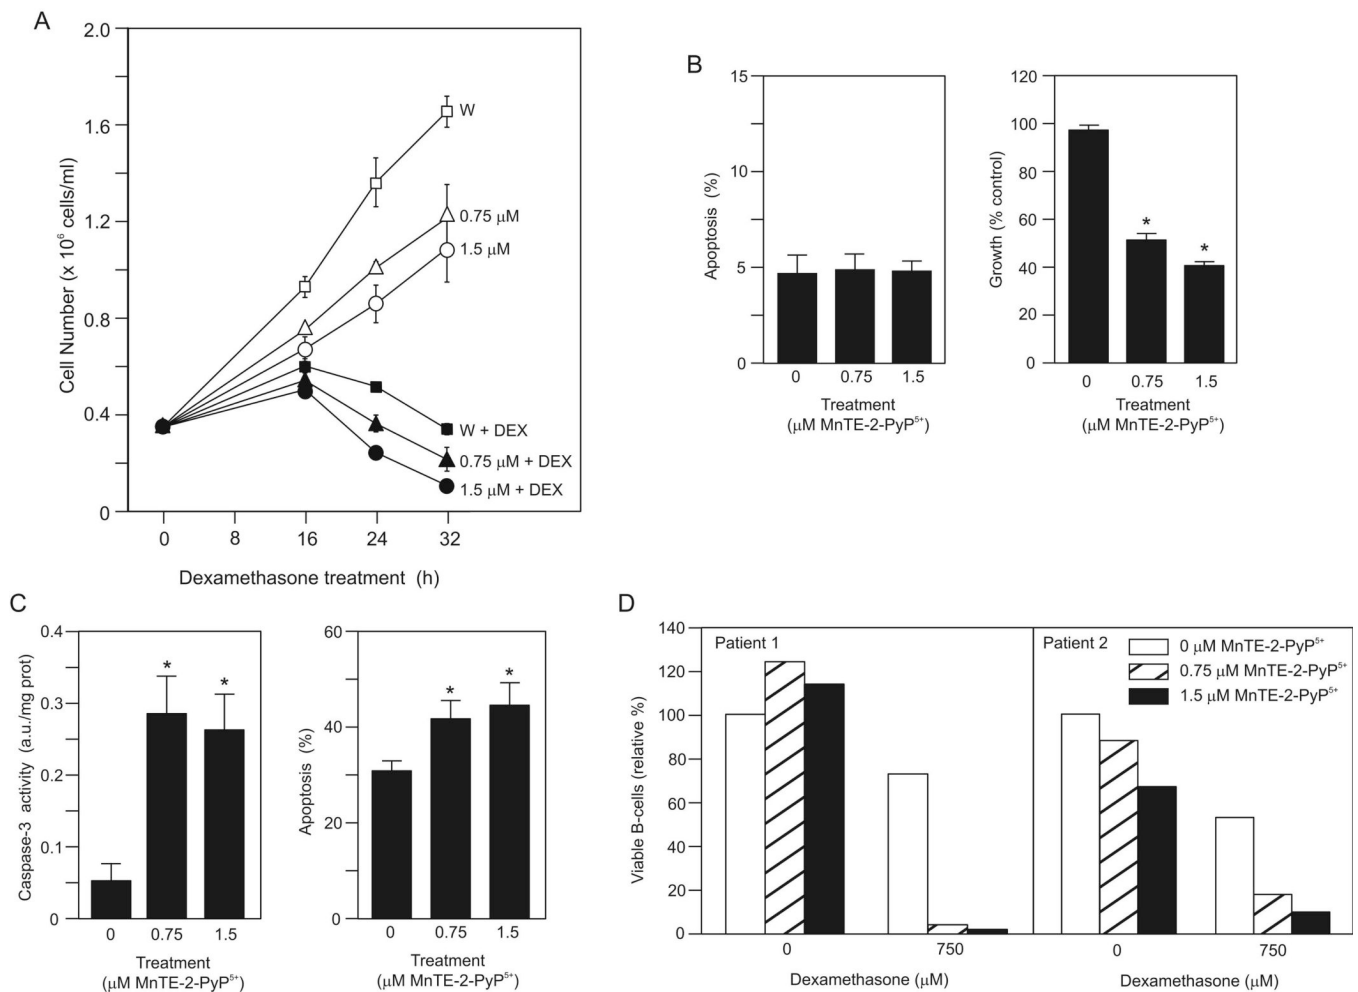 A
2.0
1.6
1.2
0.8
0.4
0
Cell Number (x 10⁶ cells/ml)
W
0.75 μM
1.5 μM
W + DEX
0.75 μM + DEX
1.5 μM + DEX
0 8 16 24 32
Dexamethasone treatment (h)
B
15
10
5
0
Apoptosis (%)
0 0.75 1.5
Treatment
(μM MnTE-2-PyP⁵⁺)
120
100
80
60
40
20
0
Growth (% control)
*
*
0 0.75 1.5
Treatment
(μM MnTE-2-PyP⁵⁺)
C
0.4
0.3
0.2
0.1
0
Caspase-3 activity (a.u./mg prot)
*
*
0 0.75 1.5
Treatment
(μM MnTE-2-PyP⁵⁺)
60
40
20
0
Apoptosis (%)
*
*
0 0.75 1.5
Treatment
(μM MnTE-2-PyP⁵⁺)
D
140
120
100
80
60
40
20
0
Viable B-cells (relative %)
Patient 1
0 750
Dexamethasone (μM)
Patient 2
0 μM MnTE-2-PyP⁵⁺
0.75 μM MnTE-2-PyP⁵⁺
1.5 μM MnTE-2-PyP⁵⁺
0 750
Dexamethasone (μM)